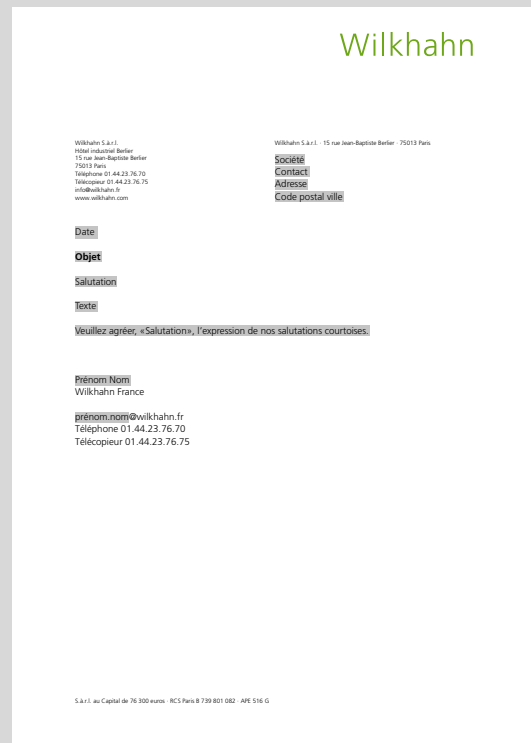 Wilkhahn
Wilkhahn S.à.r.l.
Hôtel industriel Berlier
15 rue Jean-Baptiste Berlier
75013 Paris
Téléphone 01.44.23.76.70
Télécopieur 01.44.23.76.75
info@wilkhahn.fr
www.wilkhahn.com
Wilkhahn S.à.r.l. · 15 rue Jean-Baptiste Berlier · 75013 Paris
Société
Contact
Adresse
Code postal ville
Date
Objet
Salutation
Texte
Veuillez agréer, «Salutation», l'expression de nos salutations courtoises.
Prénom Nom
Wilkhahn France
prénom.nom@wilkhahn.fr
Téléphone 01.44.23.76.70
Télécopieur 01.44.23.76.75
S.à.r.l. au Capital de 76 300 euros · RCS Paris B 739 801 082 · APE 516 G